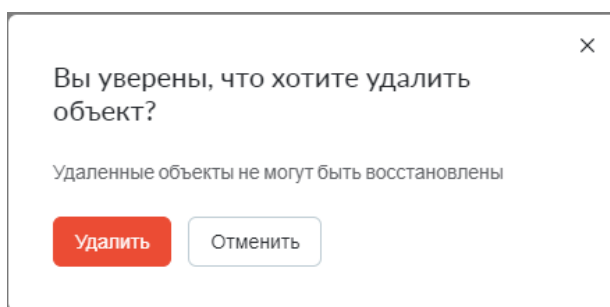 Вы уверены, что хотите удалить
объект?
Удаленные объекты не могут быть восстановлены
Удалить
Отменить